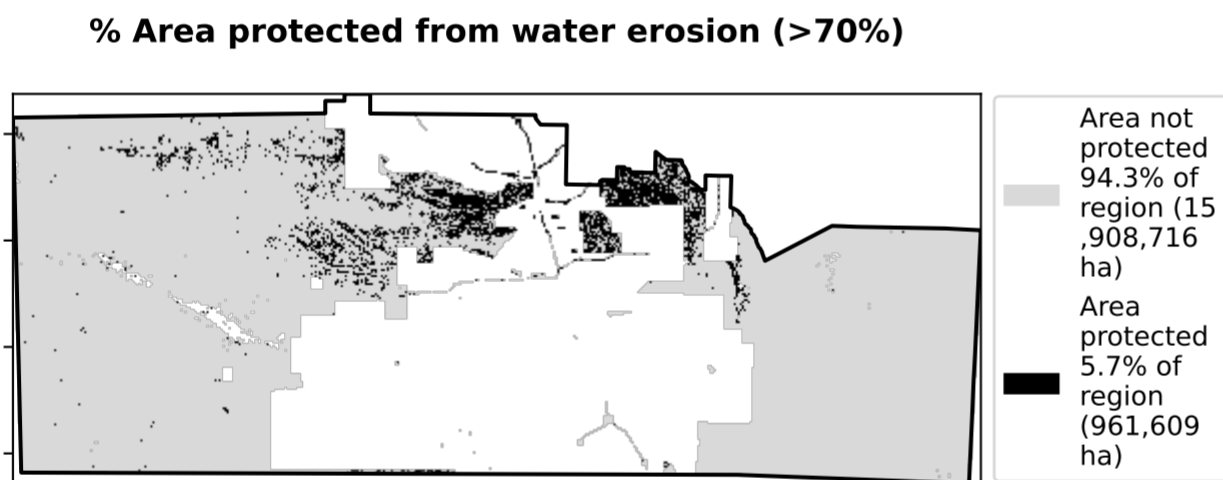 % Area protected from water erosion (>70%)
Area not
protected
94.3% of
region (15
,908,716
ha)
Area
protected
5.7% of
region
(961,609
ha)